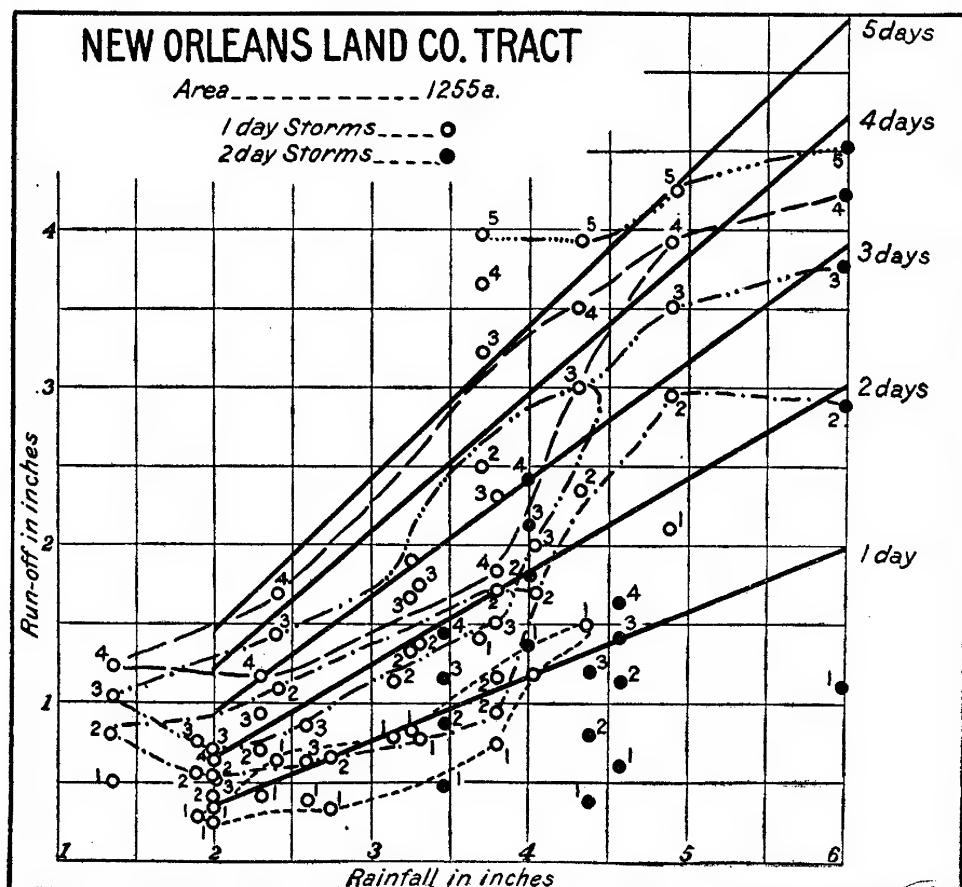 NEW ORLEANS LAND CO. TRACT
Area 1255a.
1 day Storms
2 day Storms
5 days
4 days
3 days
2 days
1 day
Run-off in inches
4
3
2
1
1 2 3 4 5 6
Rainfall in inches